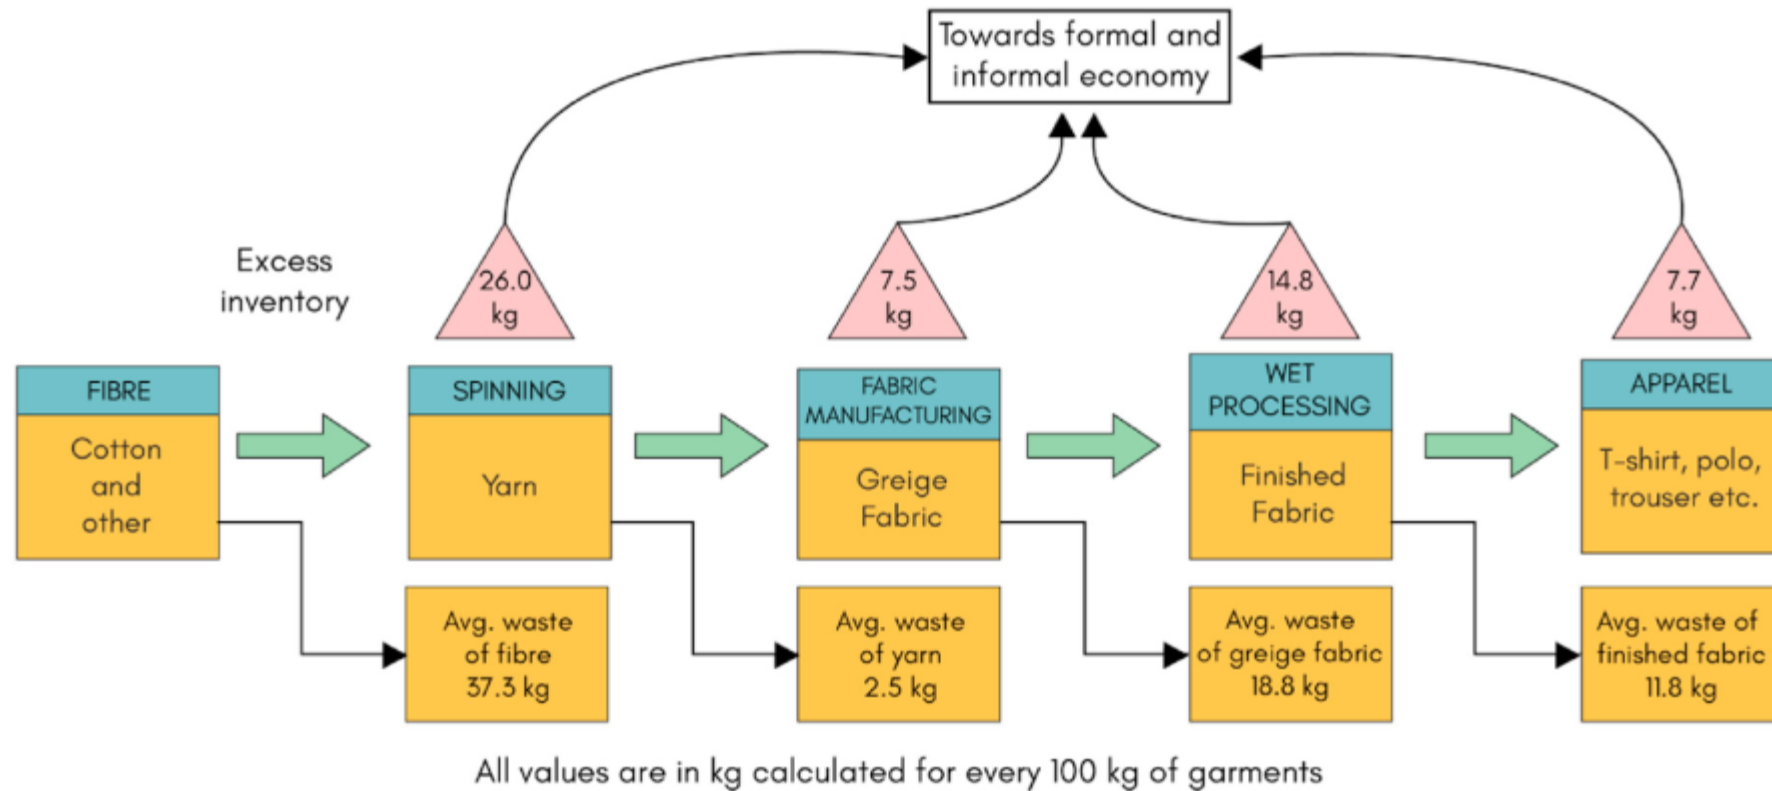 Towards formal and
informal economy
Excess
inventory
26.0
kg
7.5
kg
14.8
kg
7.7
kg
FIBRE
Cotton
and
other
SPINNING
Yarn
FABRIC
MANUFACTURING
Greige
Fabric
WET
PROCESSING
Finished
Fabric
APPAREL
T-shirt, polo,
trouser etc.
Avg. waste
of fibre
37.3 kg
Avg. waste
of yarn
2.5 kg
Avg. waste
of greige fabric
18.8 kg
Avg. waste of
finished fabric
11.8 kg
All values are in kg calculated for every 100 kg of garments